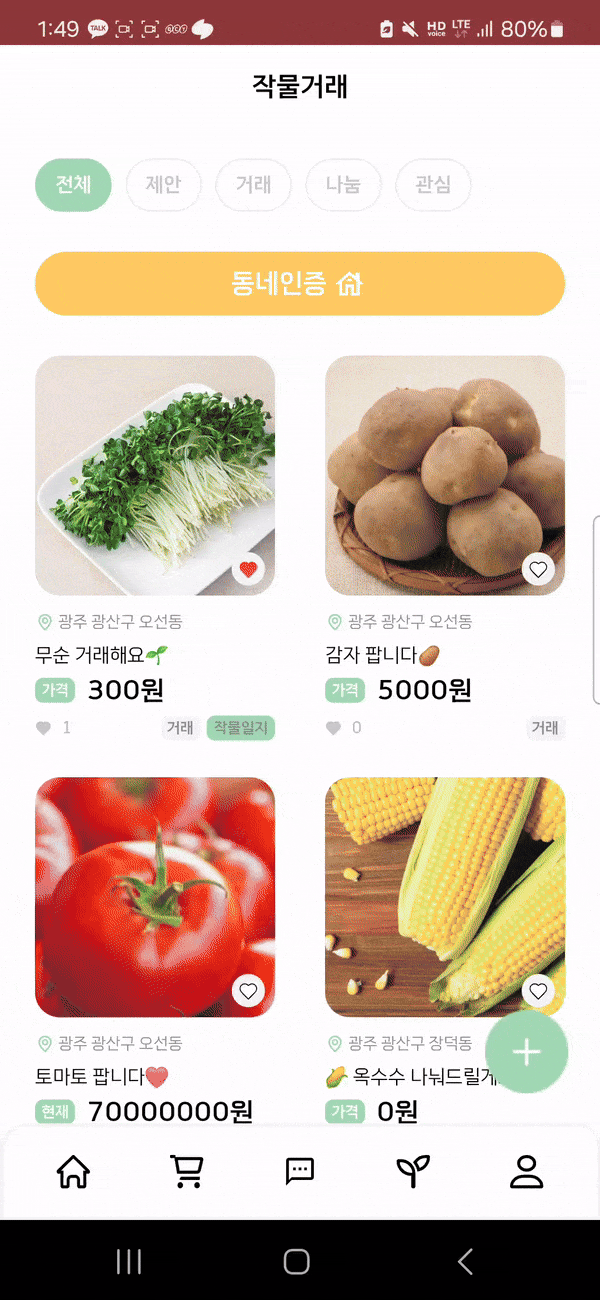 1:49 TALK HD voice LTE 80%
작물거래
전체 제안 거래 나눔 관심
동네인증
광주 광산구 오선동
무순 거래해요🌱
가격 300원
1 거래 작물일지
광주 광산구 오선동
감자 팝니다🥔
가격 5000원
0 거래
광주 광산구 오선동
토마토 팝니다❤️
현재 70000000원
광주 광산구 장덕동
🌽 옥수수 나눠드릴게
가격 0원